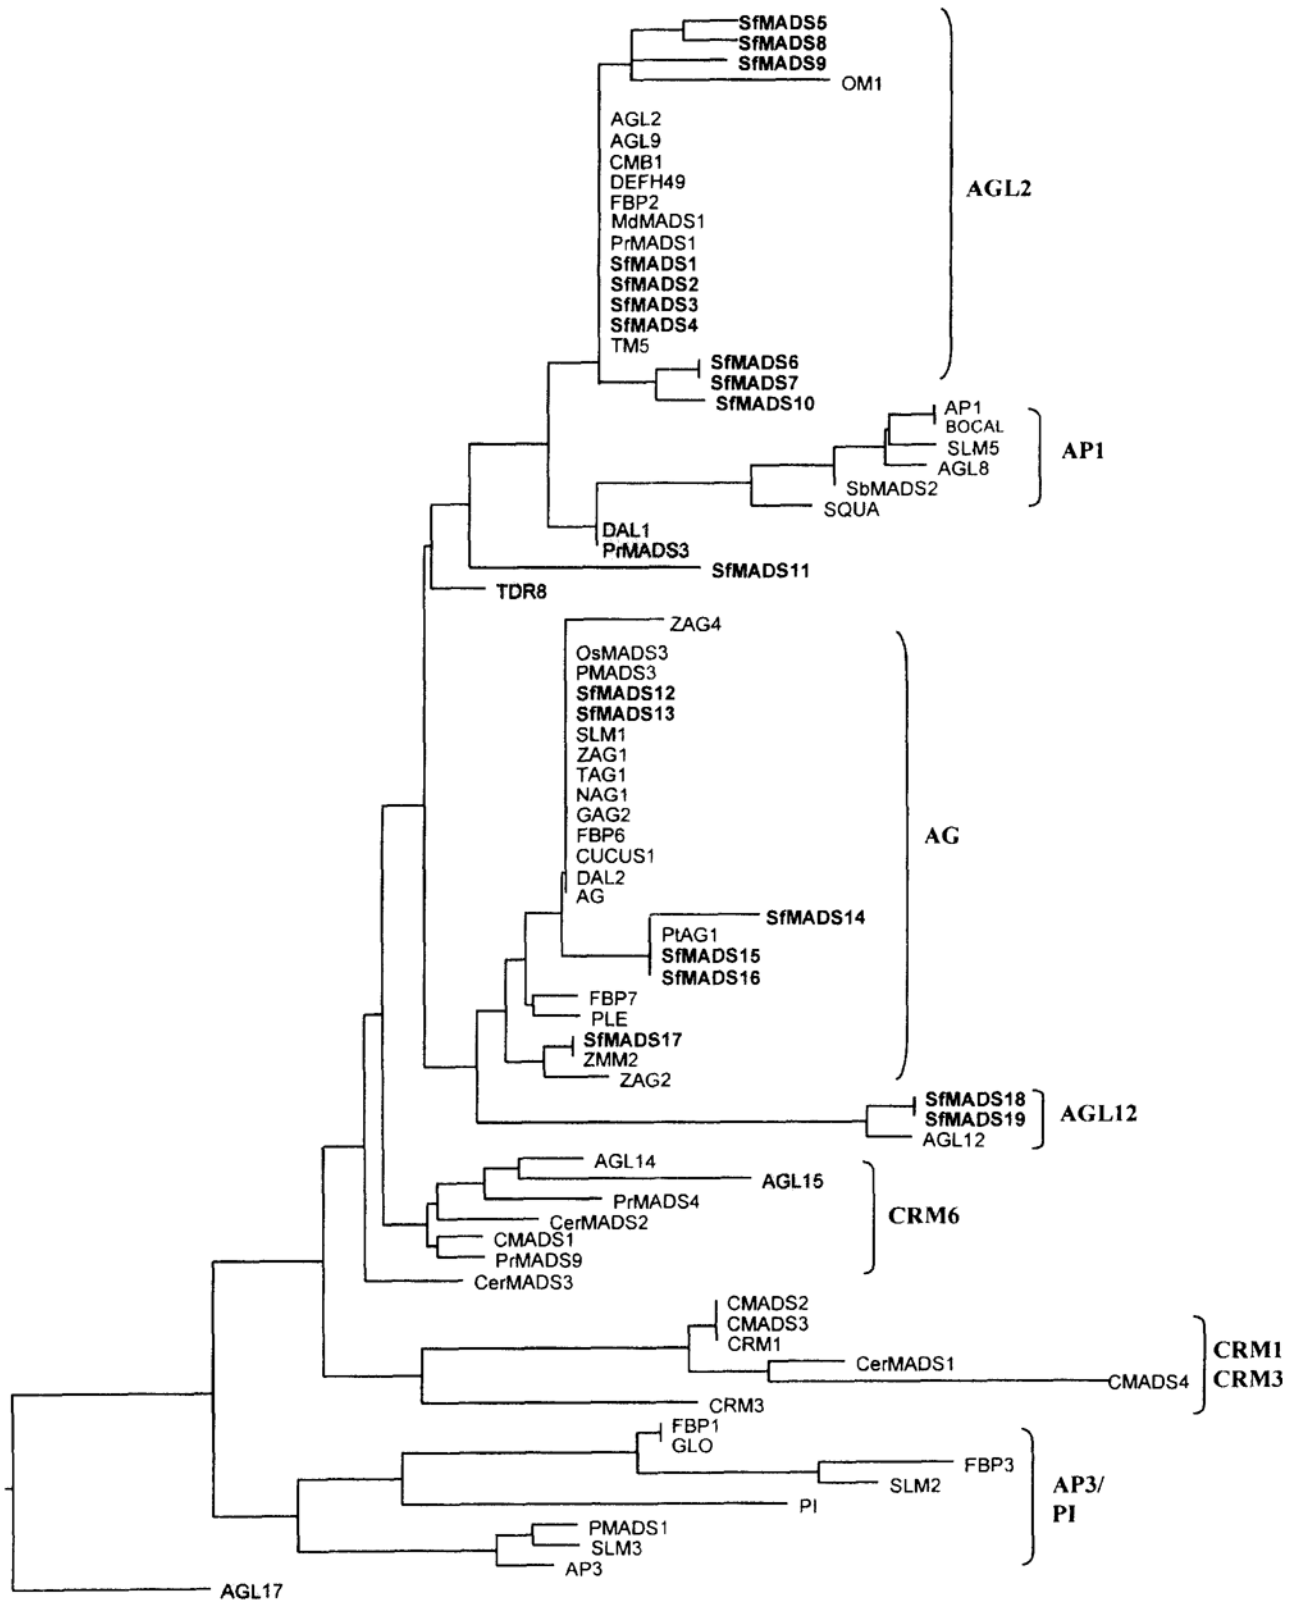 SfMADS5
SfMADS8
SfMADS9
OM1
AGL2
AGL9
CMB1
DEFH49
FBP2
MdMADS1
PrMADS1
SfMADS1
SfMADS2
SfMADS3
SfMADS4
TM5
SfMADS6
SfMADS7
SfMADS10
AGL2
AP1
BOCAL
SLM5
AGL8
SbMADS2
SQUA
DAL1
PrMADS3
AP1
SfMADS11
TDR8
ZAG4
OsMADS3
PMADS3
SfMADS12
SfMADS13
SLM1
ZAG1
TAG1
NAG1
GAG2
FBP6
CUCUS1
DAL2
AG
SfMADS14
PtAG1
SfMADS15
SfMADS16
FBP7
PLE
SfMADS17
ZMM2
ZAG2
AG
SfMADS18
SfMADS19
AGL12
AGL12
AGL14
AGL15
PrMADS4
CerMADS2
CMADS1
PrMADS9
CerMADS3
CRM6
CMADS2
CMADS3
CRM1
CerMADS1
CMADS4
CRM3
CRM1
CRM3
FBP1
GLO
FBP3
SLM2
PI
PMADS1
SLM3
AP3
AP3/
PI
AGL17